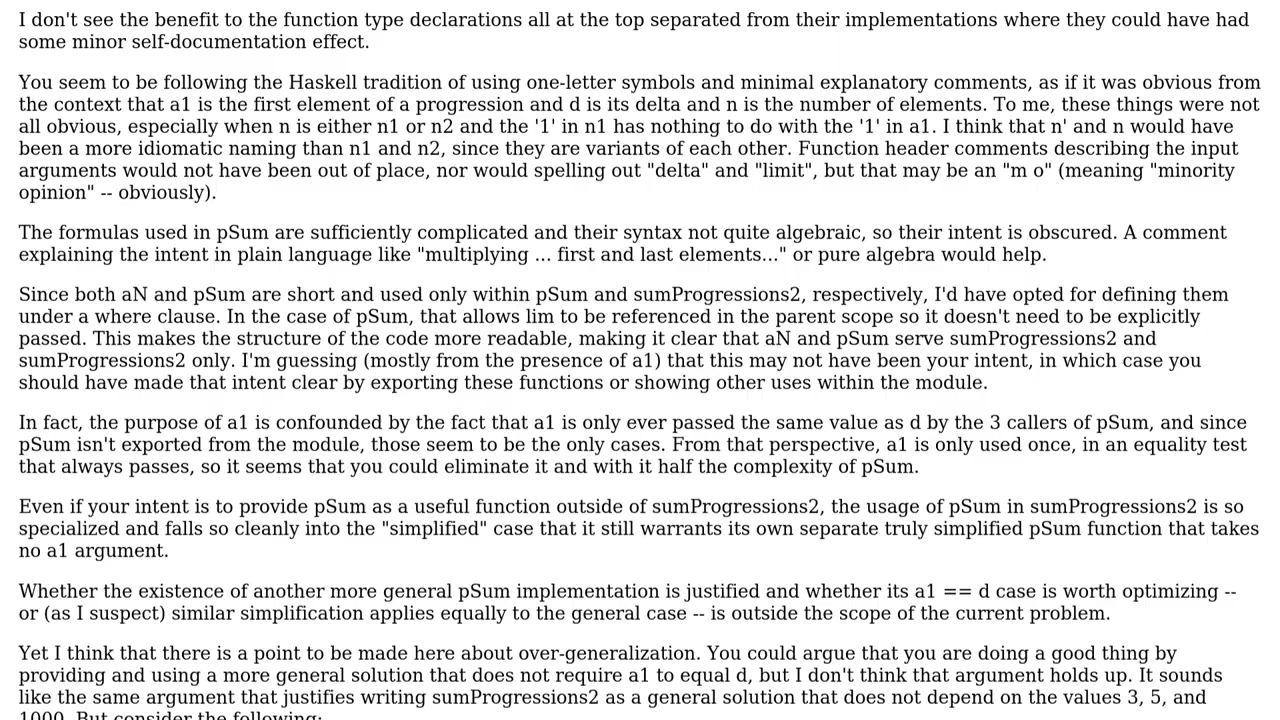 I don't see the benefit to the function type declarations all at the top separated from their implementations where they could have had
some minor self-documentation effect.
You seem to be following the Haskell tradition of using one-letter symbols and minimal explanatory comments, as if it was obvious from
the context that a1 is the first element of a progression and d is its delta and n is the number of elements. To me, these things were not
all obvious, especially when n is either n1 or n2 and the '1' in n1 has nothing to do with the '1' in a1. I think that n' and n would have
been a more idiomatic naming than n1 and n2, since they are variants of each other. Function header comments describing the input
arguments would not have been out of place, nor would spelling out "delta" and "limit", but that may be an "m o" (meaning "minority
opinion" -- obviously).
The formulas used in pSum are sufficiently complicated and their syntax not quite algebraic, so their intent is obscured. A comment
explaining the intent in plain language like "multiplying ... first and last elements..." or pure algebra would help.
Since both aN and pSum are short and used only within pSum and sumProgressions2, respectively, I'd have opted for defining them
under a where clause. In the case of pSum, that allows lim to be referenced in the parent scope so it doesn't need to be explicitly
passed. This makes the structure of the code more readable, making it clear that aN and pSum serve sumProgressions2 and
sumProgressions2 only. I'm guessing (mostly from the presence of a1) that this may not have been your intent, in which case you
should have made that intent clear by exporting these functions or showing other uses within the module.
In fact, the purpose of a1 is confounded by the fact that a1 is only ever passed the same value as d by the 3 callers of pSum, and since
pSum isn't exported from the module, those seem to be the only cases. From that perspective, a1 is only used once, in an equality test
that always passes, so it seems that you could eliminate it and with it half the complexity of pSum.
Even if your intent is to provide pSum as a useful function outside of sumProgressions2, the usage of pSum in sumProgressions2 is so
specialized and falls so cleanly into the "simplified" case that it still warrants its own separate truly simplified pSum function that takes
no a1 argument.
Whether the existence of another more general pSum implementation is justified and whether its a1 == d case is worth optimizing --
or (as I suspect) similar simplification applies equally to the general case -- is outside the scope of the current problem.
Yet I think that there is a point to be made here about over-generalization. You could argue that you are doing a good thing by
providing and using a more general solution that does not require a1 to equal d, but I don't think that argument holds up. It sounds
like the same argument that justifies writing sumProgressions2 as a general solution that does not depend on the values 3, 5, and
1000. But consider the following: